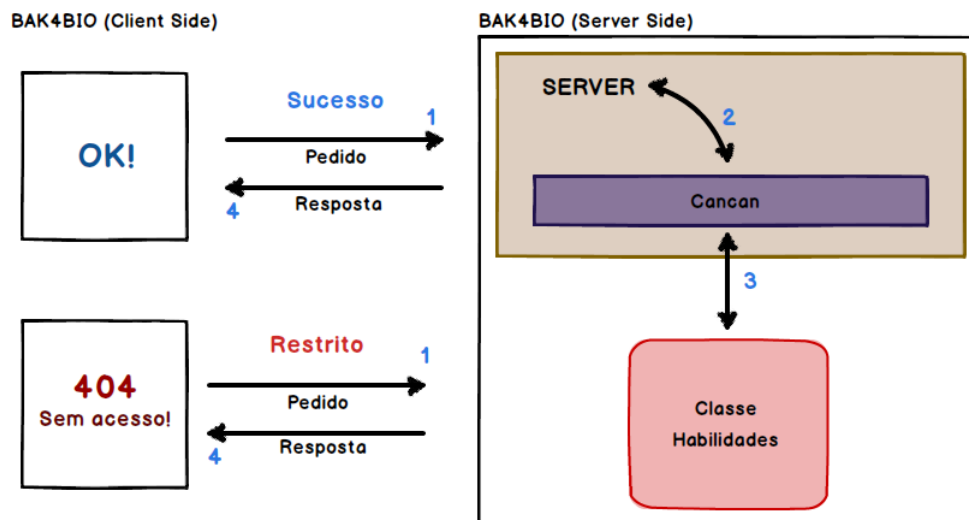 BAK4BIO (Client Side)
BAK4BIO (Server Side)
OK!
Sucesso
1
Pedido
Resposta
4
SERVER
2
Cancan
3
404
Sem acesso!
Restrito
1
Pedido
Resposta
4
Classe
Habilidades